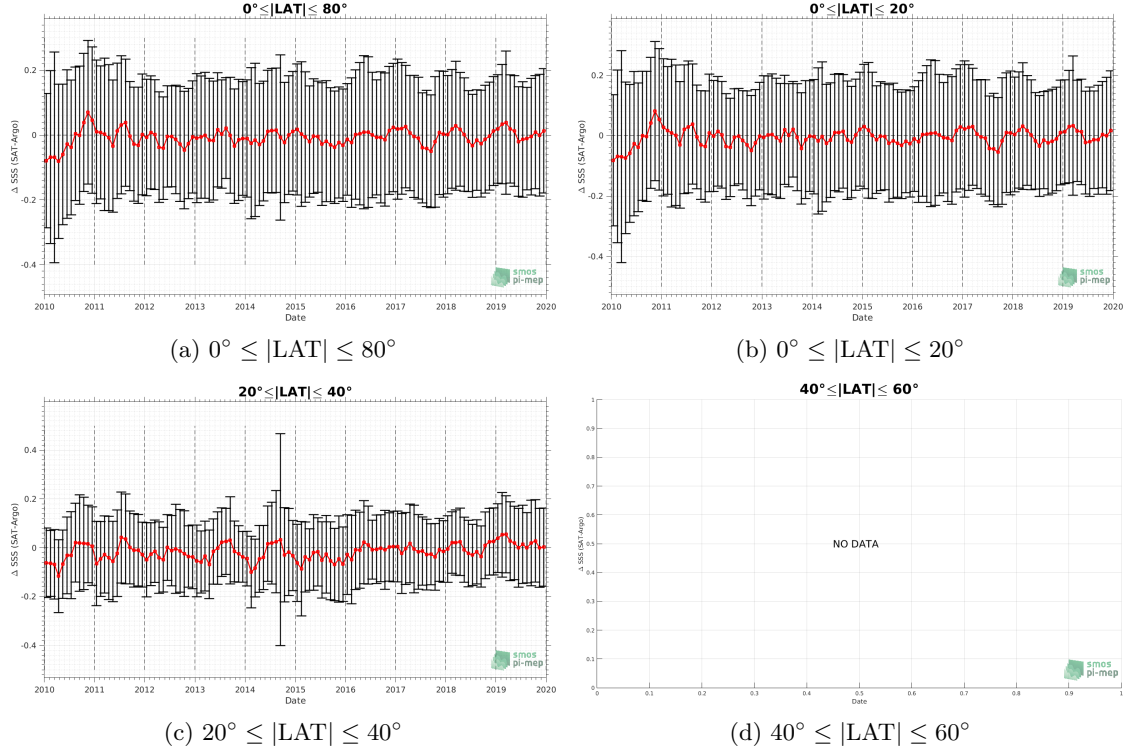 0°≤|LAT|≤ 80°
Δ SSS (SAT-Argo)
0.2
0
-0.2
-0.4
2010 2011 2012 2013 2014 2015 2016 2017 2018 2019 2020
Date
smos
pi-mep
(a) 0° ≤ |LAT| ≤ 80°
0°≤|LAT|≤ 20°
Δ SSS (SAT-Argo)
0.2
0
-0.2
-0.4
2010 2011 2012 2013 2014 2015 2016 2017 2018 2019 2020
Date
smos
pi-mep
(b) 0° ≤ |LAT| ≤ 20°
20°≤|LAT|≤ 40°
Δ SSS (SAT-Argo)
0.4
0.2
0
-0.2
-0.4
2010 2011 2012 2013 2014 2015 2016 2017 2018 2019 2020
Date
smos
pi-mep
(c) 20° ≤ |LAT| ≤ 40°
40°≤|LAT|≤ 60°
Δ SSS (SAT-Argo)
1
0.9
0.8
0.7
0.6
0.5
0.4
0.3
0.2
0.1
0
NO DATA
0 0.1 0.2 0.3 0.4 0.5 0.6 0.7 0.8 0.9 1
Date
smos
pi-mep
(d) 40° ≤ |LAT| ≤ 60°